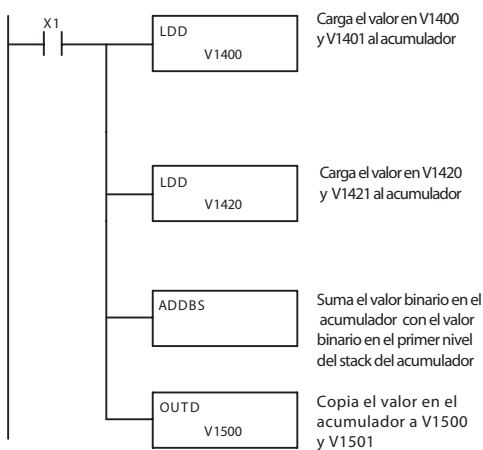 X1
LDD
V1400
Carga el valor en V1400
y V1401 al acumulador
LDD
V1420
Carga el valor en V1420
y V1421 al acumulador
ADDBS
Suma el valor binario en el
acumulador con el valor
binario en el primer nivel
del stack del acumulador
OUTD
V1500
Copia el valor en el
acumulador a V1500
y V1501